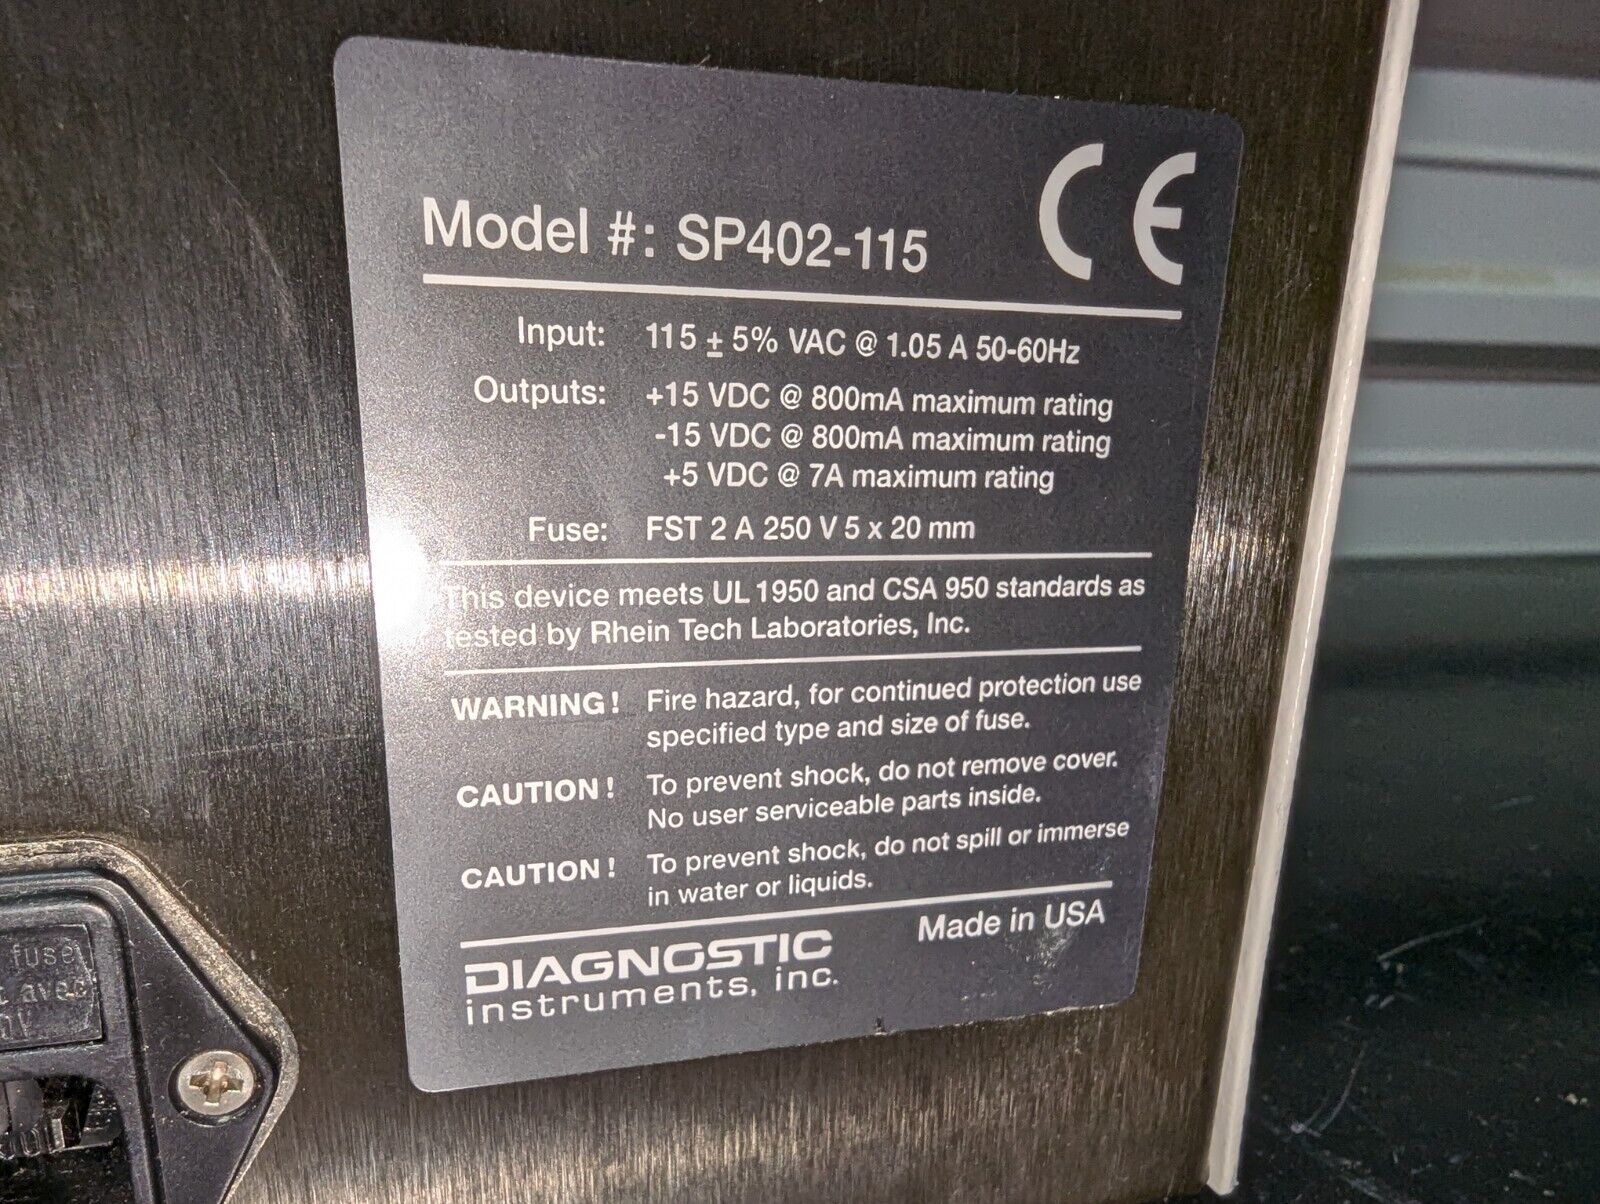 Model #: SP402-115
CE
Input: 115 ± 5% VAC @ 1.05 A 50-60Hz
Outputs: +15 VDC @ 800mA maximum rating
-15 VDC @ 800mA maximum rating
+5 VDC @ 7A maximum rating
Fuse: FST 2 A 250 V 5 x 20 mm
This device meets UL 1950 and CSA 950 standards as
tested by Rhein Tech Laboratories, Inc.
WARNING! Fire hazard, for continued protection use
specified type and size of fuse.
CAUTION! To prevent shock, do not remove cover.
No user serviceable parts inside.
CAUTION! To prevent shock, do not spill or immerse
in water or liquids.
DIAGNOSTIC
instruments, inc.
Made in USA
fuse
avec